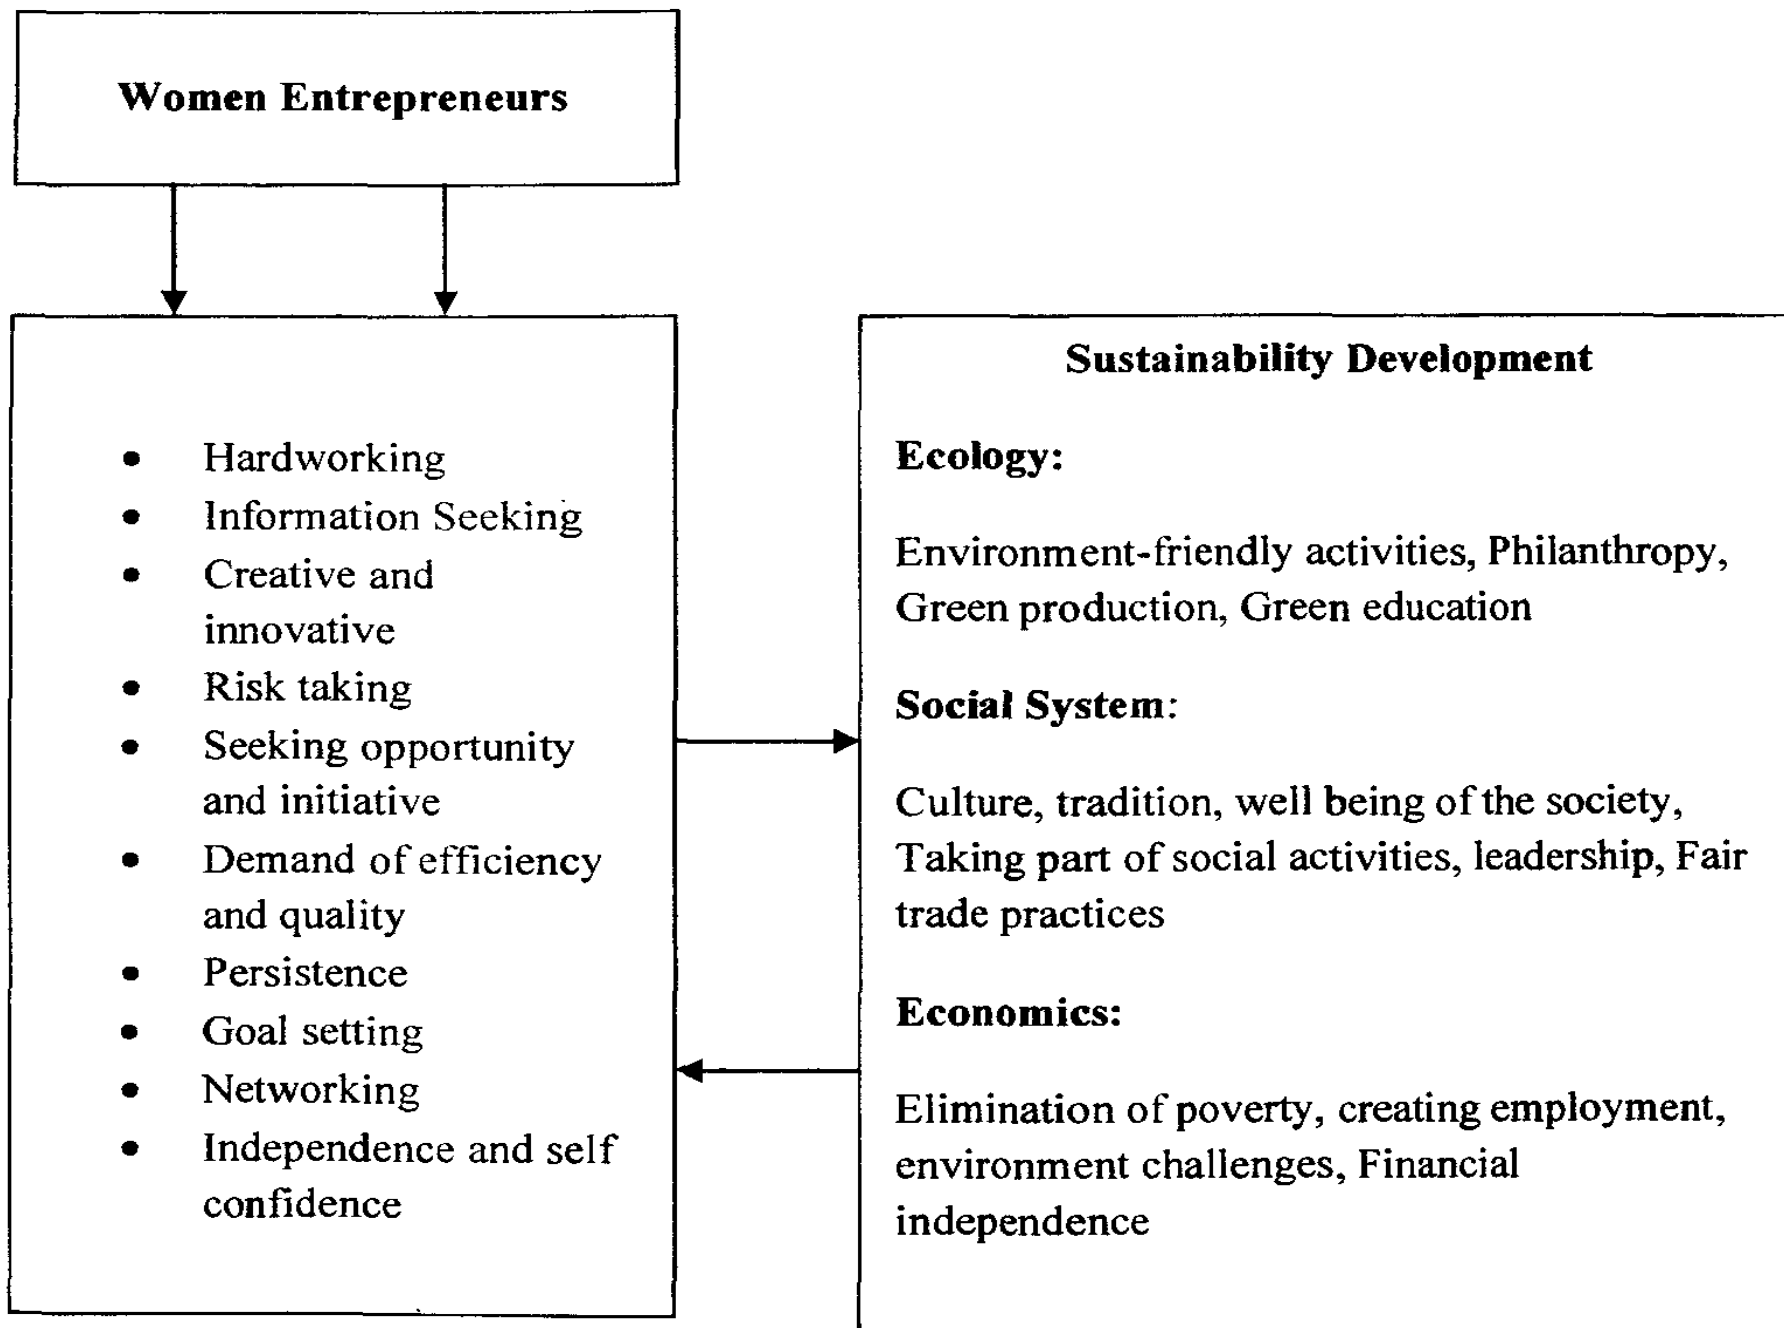 Women Entrepreneurs
• Hardworking
• Information Seeking
• Creative and
innovative
• Risk taking
• Seeking opportunity
and initiative
• Demand of efficiency
and quality
• Persistence
• Goal setting
• Networking
• Independence and self
confidence
Sustainability Development
Ecology:
Environment-friendly activities, Philanthropy,
Green production, Green education
Social System:
Culture, tradition, well being of the society,
Taking part of social activities, leadership, Fair
trade practices
Economics:
Elimination of poverty, creating employment,
environment challenges, Financial
independence